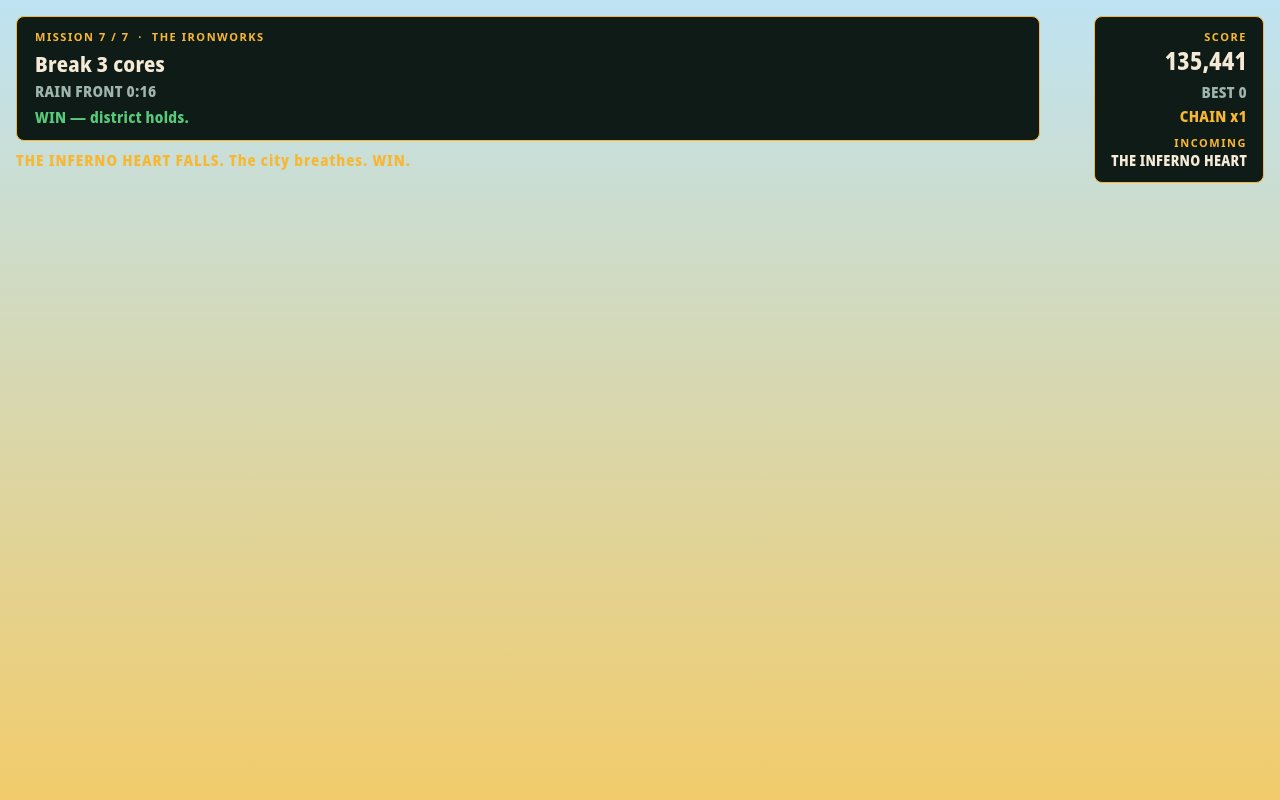 MISSION 7 / 7 · THE IRONWORKS
Break 3 cores
RAIN FRONT 0:16
WIN — district holds.
THE INFERNO HEART FALLS. The city breathes. WIN.
SCORE
135,441
BEST 0
CHAIN x1
INCOMING
THE INFERNO HEART